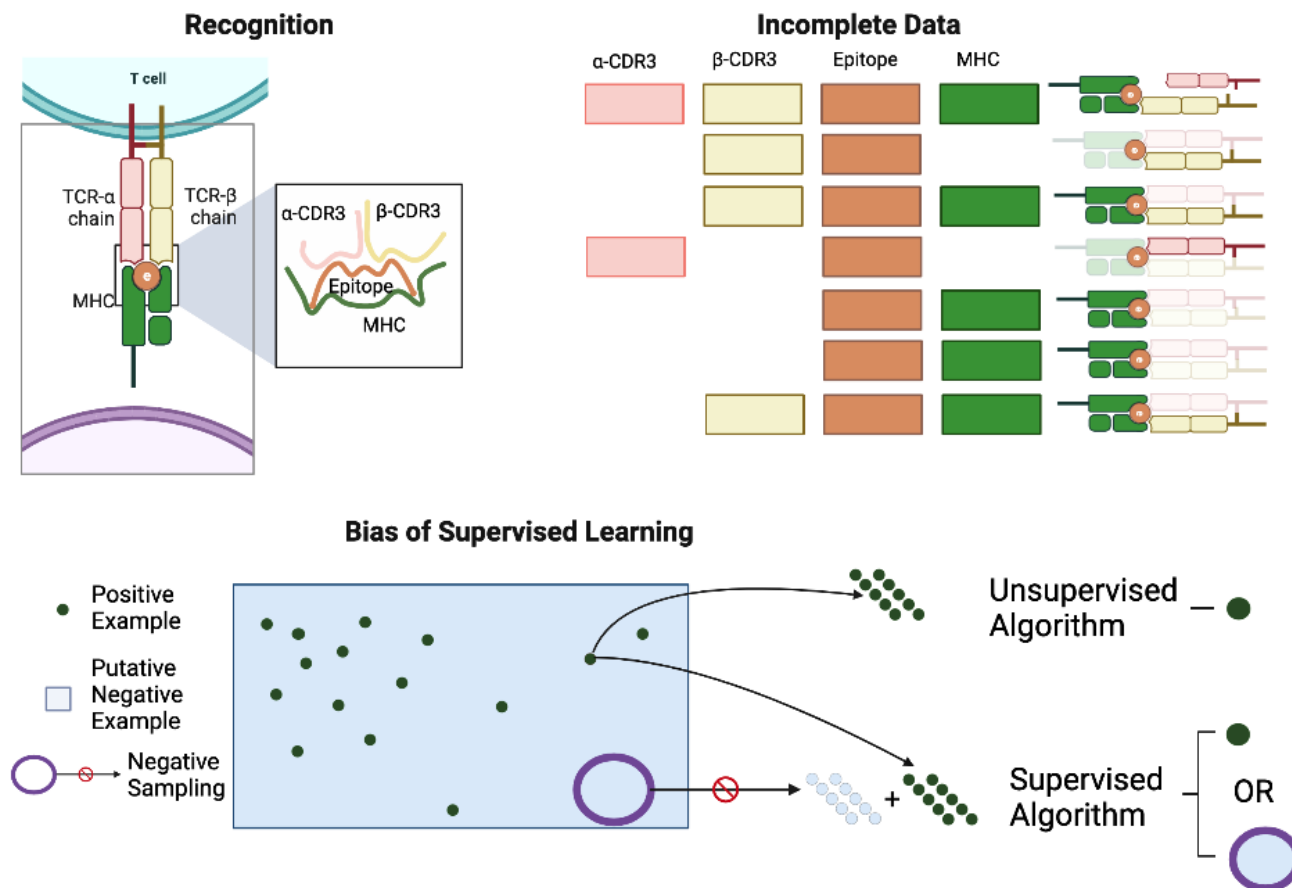 Recognition
T cell
TCR-α
chain
TCR-β
chain
MHC
e
α-CDR3
β-CDR3
Epitope
MHC
Incomplete Data
α-CDR3
β-CDR3
Epitope
MHC
e
e
e
e
e
e
e
Bias of Supervised Learning
Positive
Example
Putative
Negative
Example
Negative
Sampling
+
Unsupervised
Algorithm
Supervised
Algorithm
OR